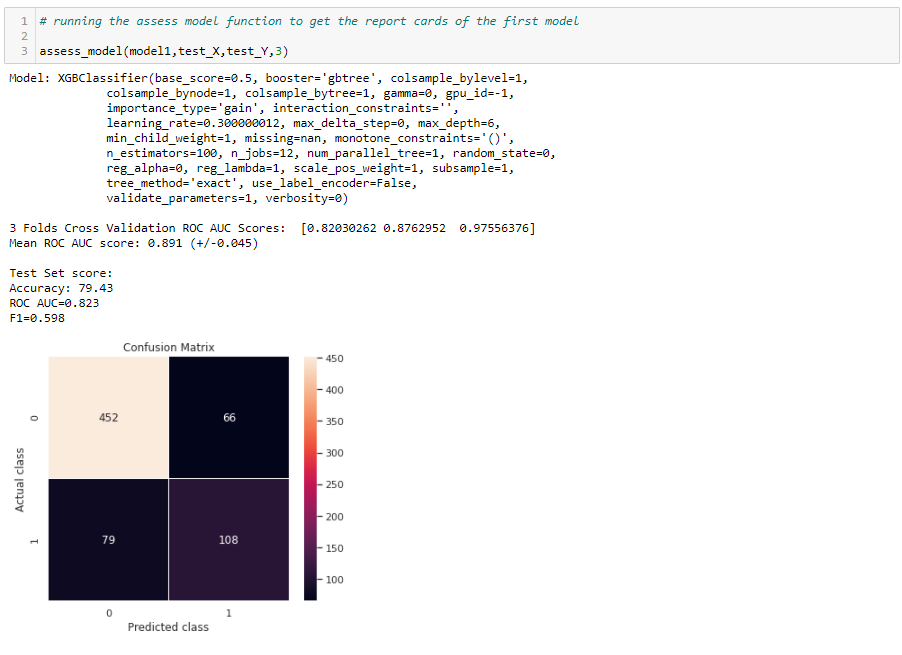 1 # running the assess model function to get the report cards of the first model
2
3 assess_model(model1,test_X,test_Y,3)
Model: XGBClassifier(base_score=0.5, booster='gbtree', colsample_bylevel=1,
colsample_bynode=1, colsample_bytree=1, gamma=0, gpu_id=-1,
importance_type='gain', interaction_constraints='',
learning_rate=0.300000012, max_delta_step=0, max_depth=6,
min_child_weight=1, missing=nan, monotone_constraints='()',
n_estimators=100, n_jobs=12, num_parallel_tree=1, random_state=0,
reg_alpha=0, reg_lambda=1, scale_pos_weight=1, subsample=1,
tree_method='exact', use_label_encoder=False,
validate_parameters=1, verbosity=0)
3 Folds Cross Validation ROC AUC Scores:  [0.82030262 0.8762952  0.97556376]
Mean ROC AUC score: 0.891 (+/-0.045)
Test Set score:
Accuracy: 79.43
ROC AUC=0.823
F1=0.598
Confusion Matrix
450
400
350
300
250
200
150
100
Actual class
0
452 66
1
79 108
0 1
Predicted class